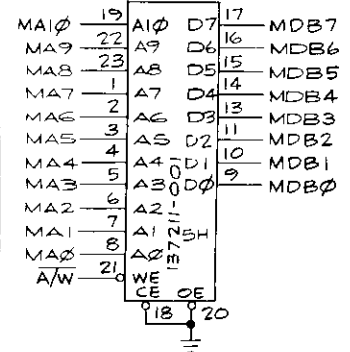 MA1Ø 19 A1Ø D7 17 MDB7
MA9 22 A9 D6 16 MDB6
MA8 23 A8 D5 15 MDB5
MA7 1 A7 D4 14 MDB4
MA6 2 A6 D3 13 MDB3
MA5 3 A5 D2 11 MDB2
MA4 4 A4 D1 10 MDB1
MA3 5 A3 DØ 9 MDBØ
MA2 6 A2
MA1 7 A1 5H
MAØ 8 AØ
A/W 21 WE
CE OE
18 20
137211-001